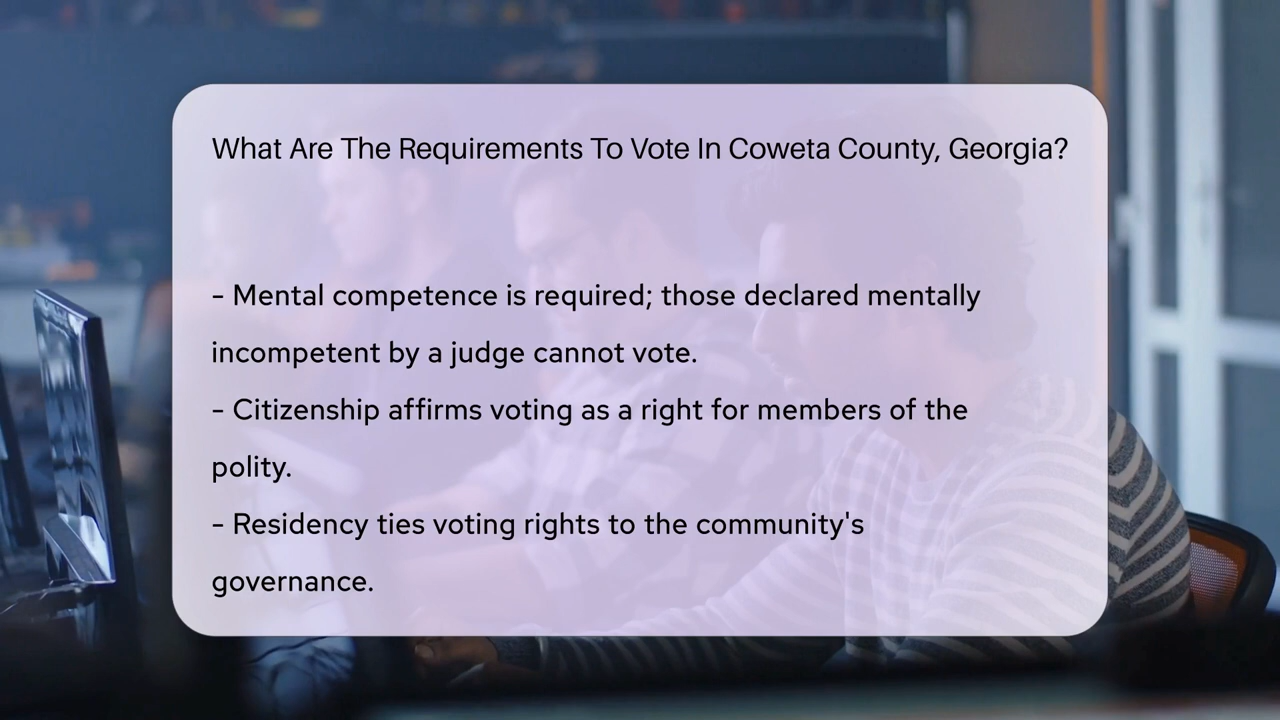 What Are The Requirements To Vote In Coweta County, Georgia?
– Mental competence is required; those declared mentally
incompetent by a judge cannot vote.
– Citizenship affirms voting as a right for members of the
polity.
– Residency ties voting rights to the community's
governance.